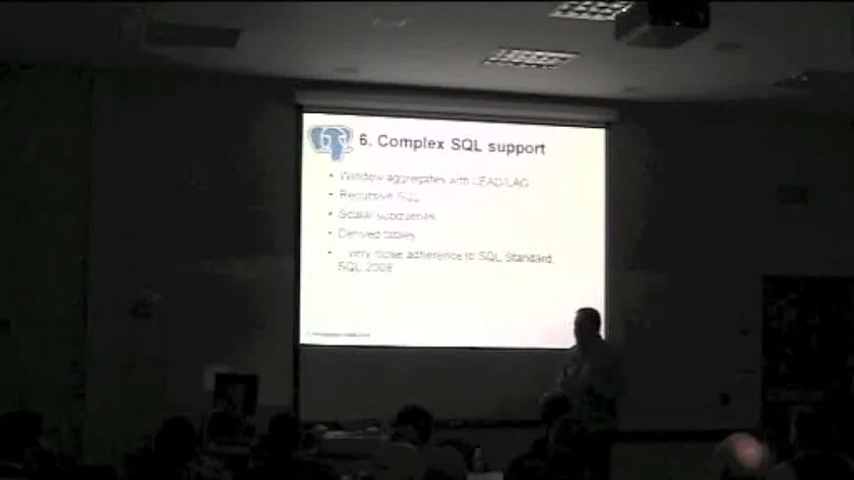 6. Complex SQL support
• Window aggregates with LEAD/LAG
• Recursive SQL
• Scalar subqueries
• Derived tables
• very close adherence to SQL Standard,
SQL 2008